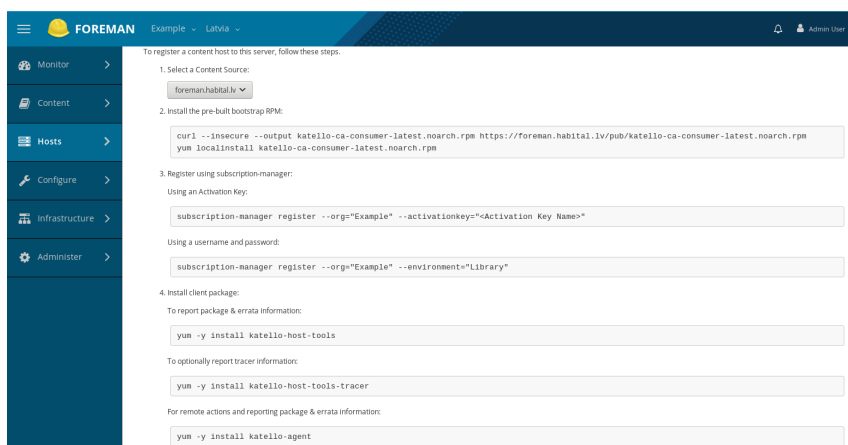 FOREMAN Example Latvia Admin User
To register a content host to this server, follow these steps.
Monitor
1. Select a Content Source:
foreman.habital.lv
Content
2. Install the pre-built bootstrap RPM:
curl --insecure --output katello-ca-consumer-latest.noarch.rpm https://foreman.habital.lv/pub/katello-ca-consumer-latest.noarch.rpm
Hosts
yum localinstall katello-ca-consumer-latest.noarch.rpm
3. Register using subscription-manager:
Configure
Using an Activation Key:
subscription-manager register --org="Example" --activationkey="<Activation Key Name>"
Infrastructure
Using a username and password:
Administer
subscription-manager register --org="Example" --environment="Library"
4. Install client package:
To report package & errata information:
yum -y install katello-host-tools
To optionally report tracer information:
yum -y install katello-host-tools-tracer
For remote actions and reporting package & errata information:
yum -y install katello-agent